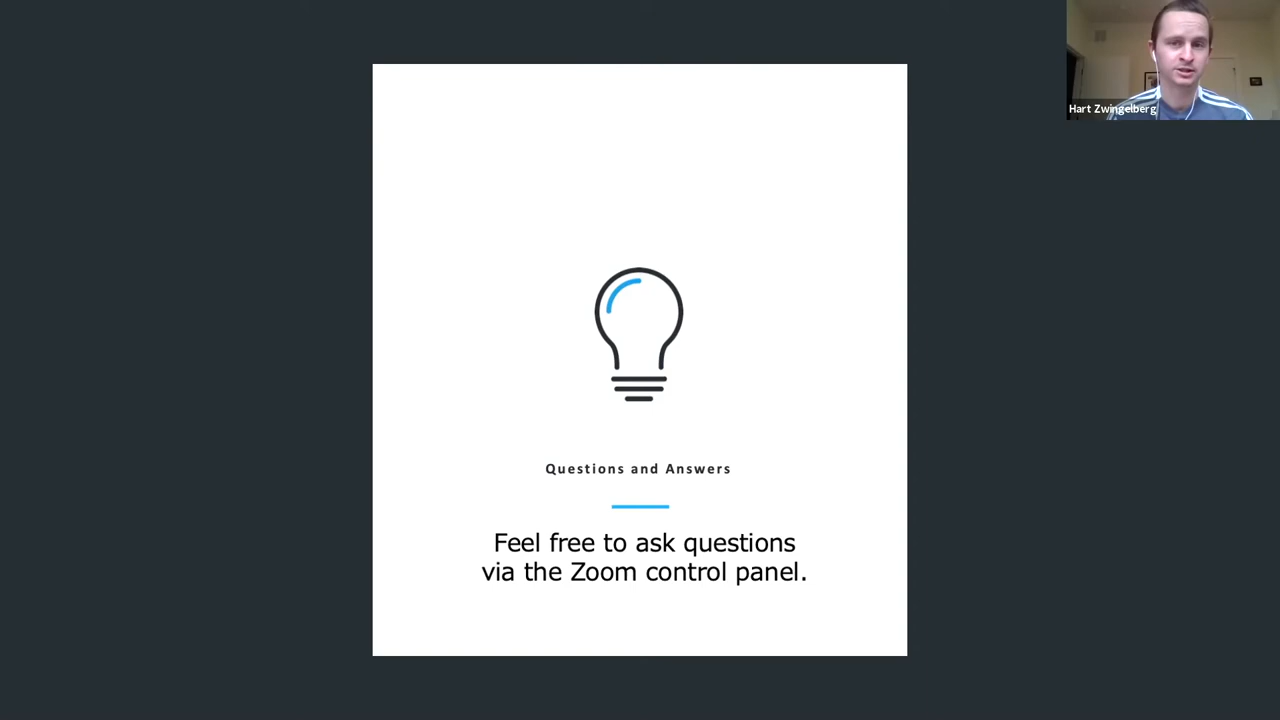 Hart Zwingelberg
Questions and Answers
Feel free to ask questions
via the Zoom control panel.